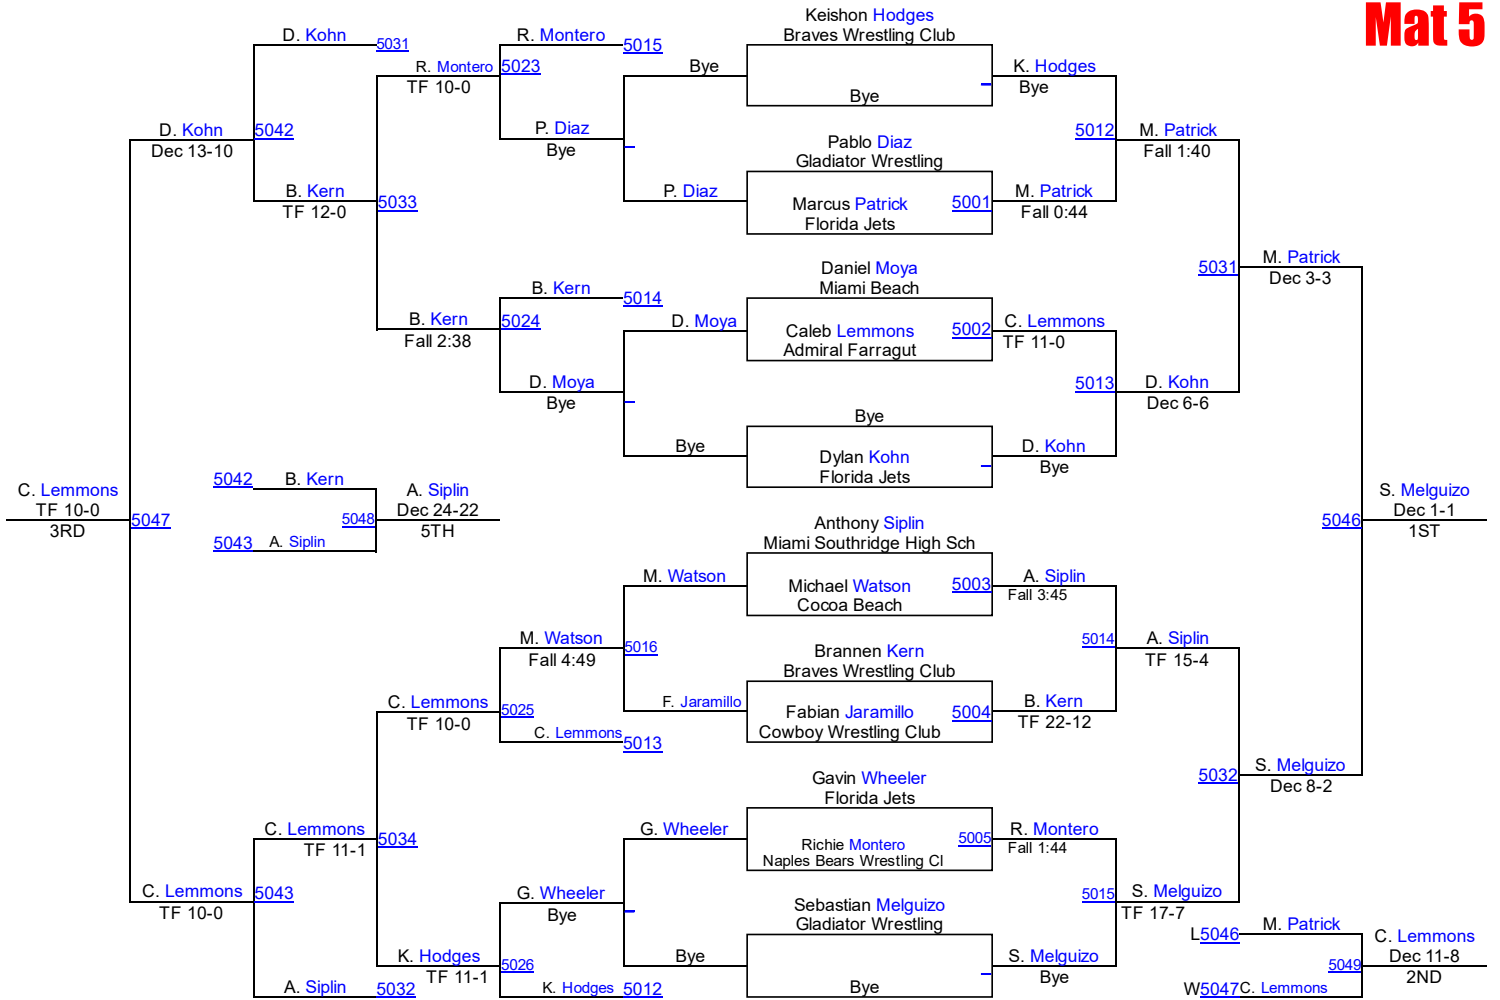 Mat 5
Keishon Hodges
Braves Wrestling Club
D. Kohn
5031
R. Montero
5015
R. Montero
5023
TF 10-0
Bye
Bye
K. Hodges
Bye
D. Kohn
5042
Dec 13-10
P. Diaz
Bye
Pablo Diaz
Gladiator Wrestling
5012
M. Patrick
Fall 1:40
B. Kern
TF 12-0
5033
P. Diaz
Marcus Patrick
Florida Jets
5001
M. Patrick
Fall 0:44
Daniel Moya
Miami Beach
5031
M. Patrick
Dec 3-3
B. Kern
5014
B. Kern
5024
Fall 2:38
D. Moya
Caleb Lemmons
Admiral Farragut
5002
C. Lemmons
TF 11-0
D. Moya
Bye
5013
D. Kohn
Dec 6-6
Bye
Bye
Dylan Kohn
Florida Jets
D. Kohn
Bye
C. Lemmons
TF 10-0
3RD
5047
5042
B. Kern
5048
5043
A. Siplin
A. Siplin
Dec 24-22
5TH
Anthony Siplin
Miami Southridge High Sch
5046
S. Melguizo
Dec 1-1
1ST
M. Watson
Michael Watson
Cocoa Beach
5003
A. Siplin
Fall 3:45
M. Watson
Fall 4:49
5016
Brannen Kern
Braves Wrestling Club
5014
A. Siplin
TF 15-4
C. Lemmons
TF 10-0
5025
F. Jaramillo
Fabian Jaramillo
Cowboy Wrestling Club
5004
B. Kern
TF 22-12
C. Lemmons
5013
Gavin Wheeler
Florida Jets
5032
S. Melguizo
Dec 8-2
C. Lemmons
TF 11-1
5034
G. Wheeler
Richie Montero
Naples Bears Wrestling Cl
5005
R. Montero
Fall 1:44
C. Lemmons
TF 10-0
5043
G. Wheeler
Bye
Sebastian Melguizo
Gladiator Wrestling
5015
S. Melguizo
TF 17-7
K. Hodges
TF 11-1
5026
Bye
Bye
S. Melguizo
Bye
L5046
M. Patrick
5049
C. Lemmons
Dec 11-8
2ND
A. Siplin
5032
K. Hodges
5012
W5047
C. Lemmons